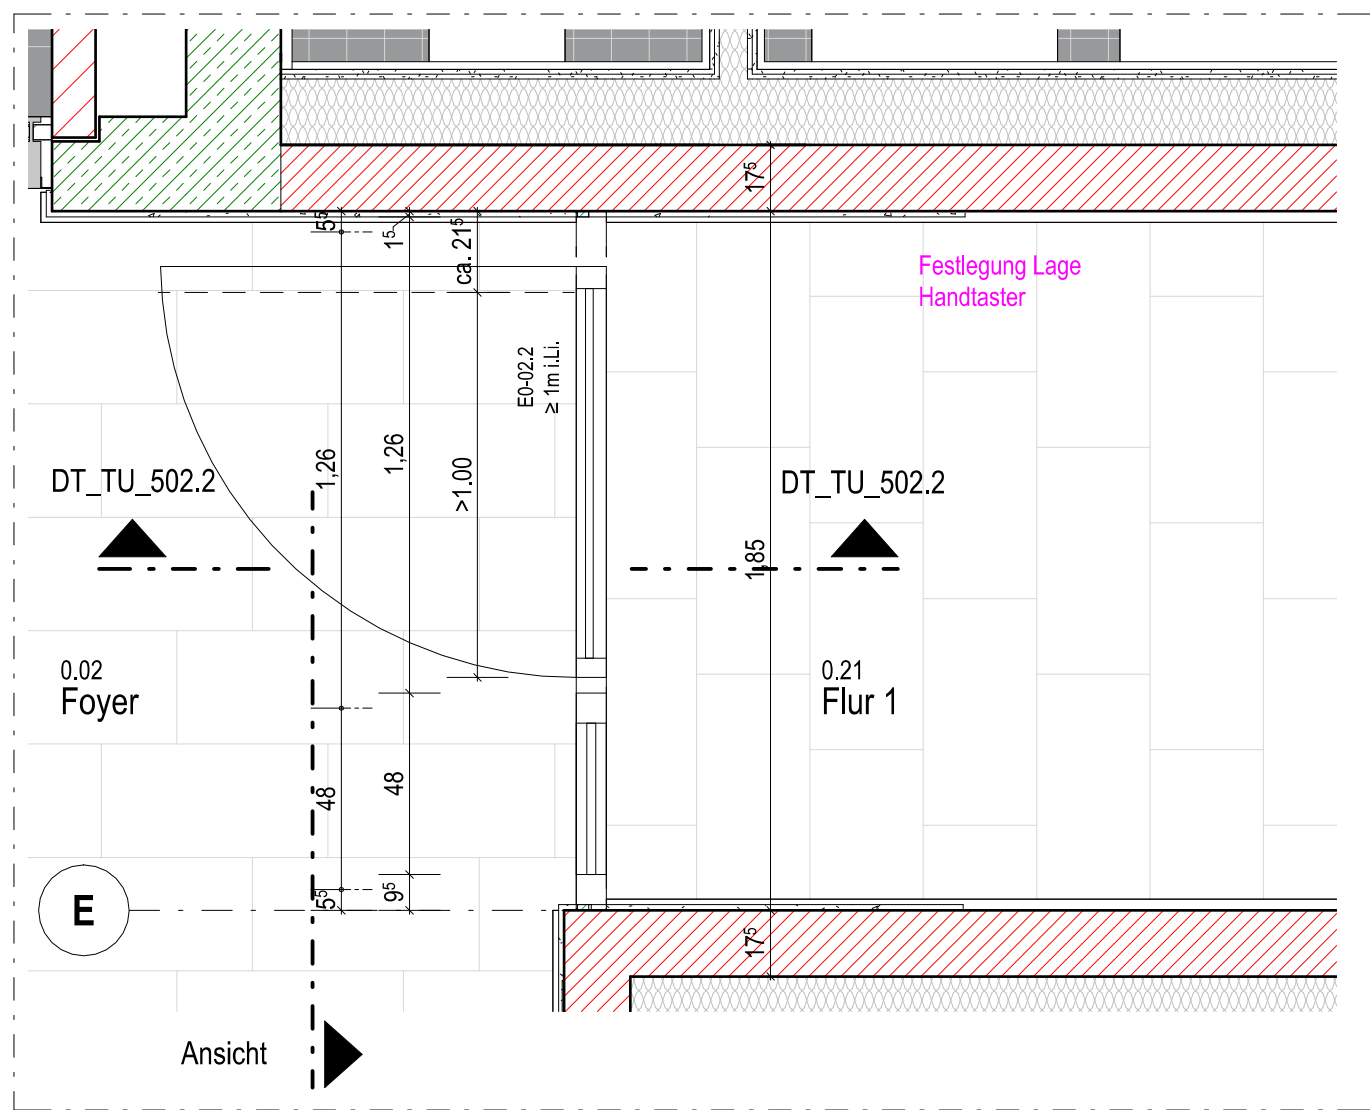 17⁵
5⁵
1⁵
ca. 21⁵
Festlegung Lage
Handtaster
E0-02.2
≥ 1m i.Li.
1,26
1,26
>1.00
DT_TU_502.2
DT_TU_502.2
1,85
0.02
Foyer
0.21
Flur 1
48
48
5⁵
9⁵
E
17⁵
Ansicht